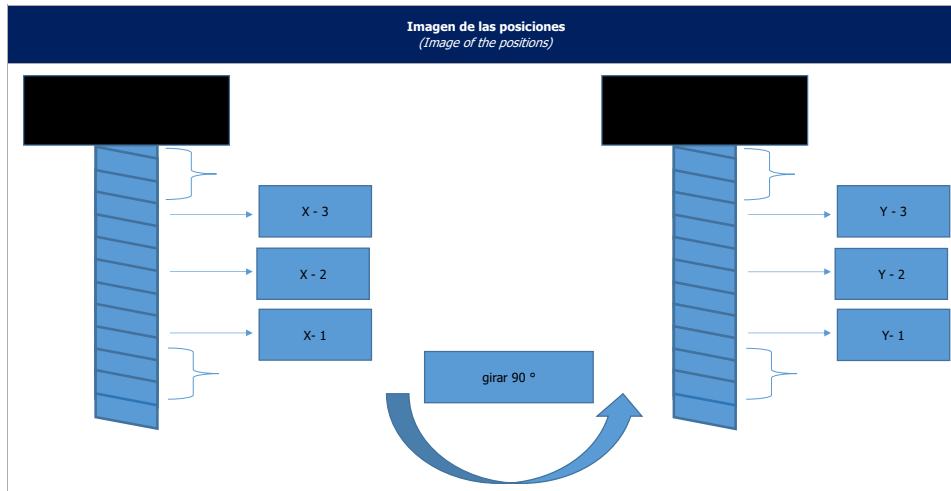 Imagen de las posiciones
(Image of the positions)
X - 3
X - 2
X- 1
girar 90 °
Y - 3
Y - 2
Y- 1